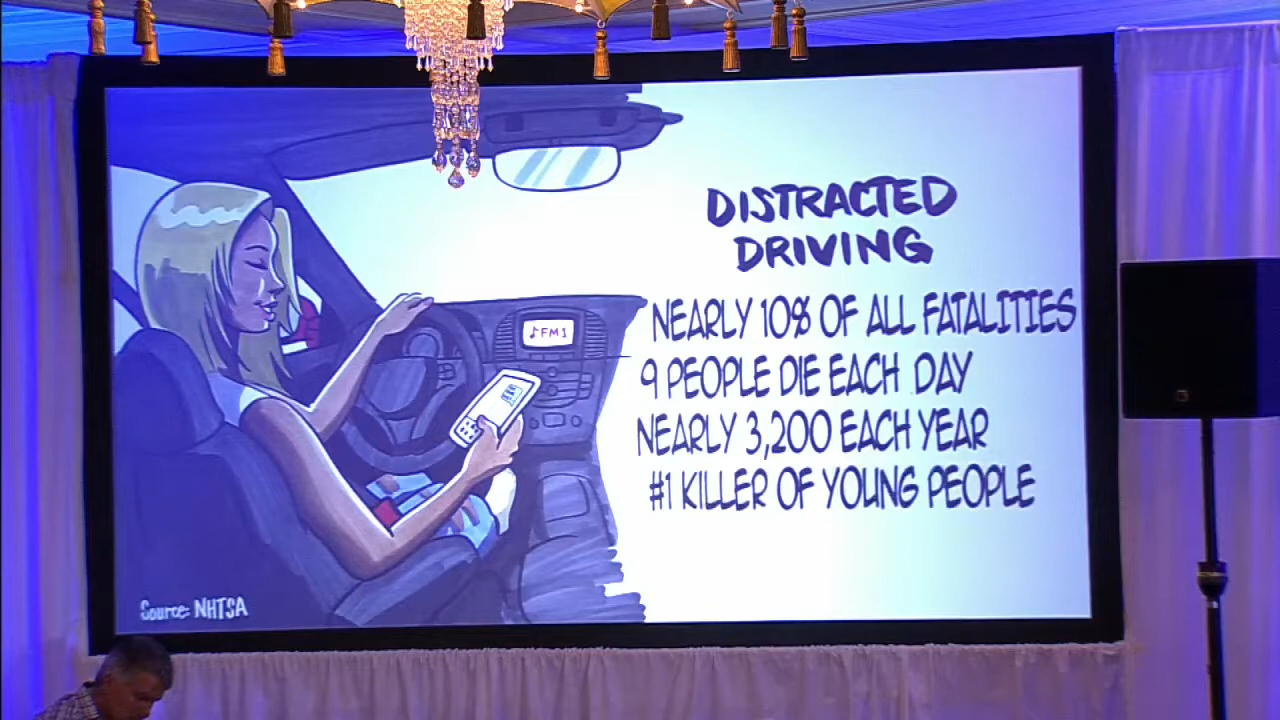 DISTRACTED
DRIVING
NEARLY 10% OF ALL FATALITIES
9 PEOPLE DIE EACH DAY
NEARLY 3,200 EACH YEAR
#1 KILLER OF YOUNG PEOPLE
♪FM1
Source: NHTSA